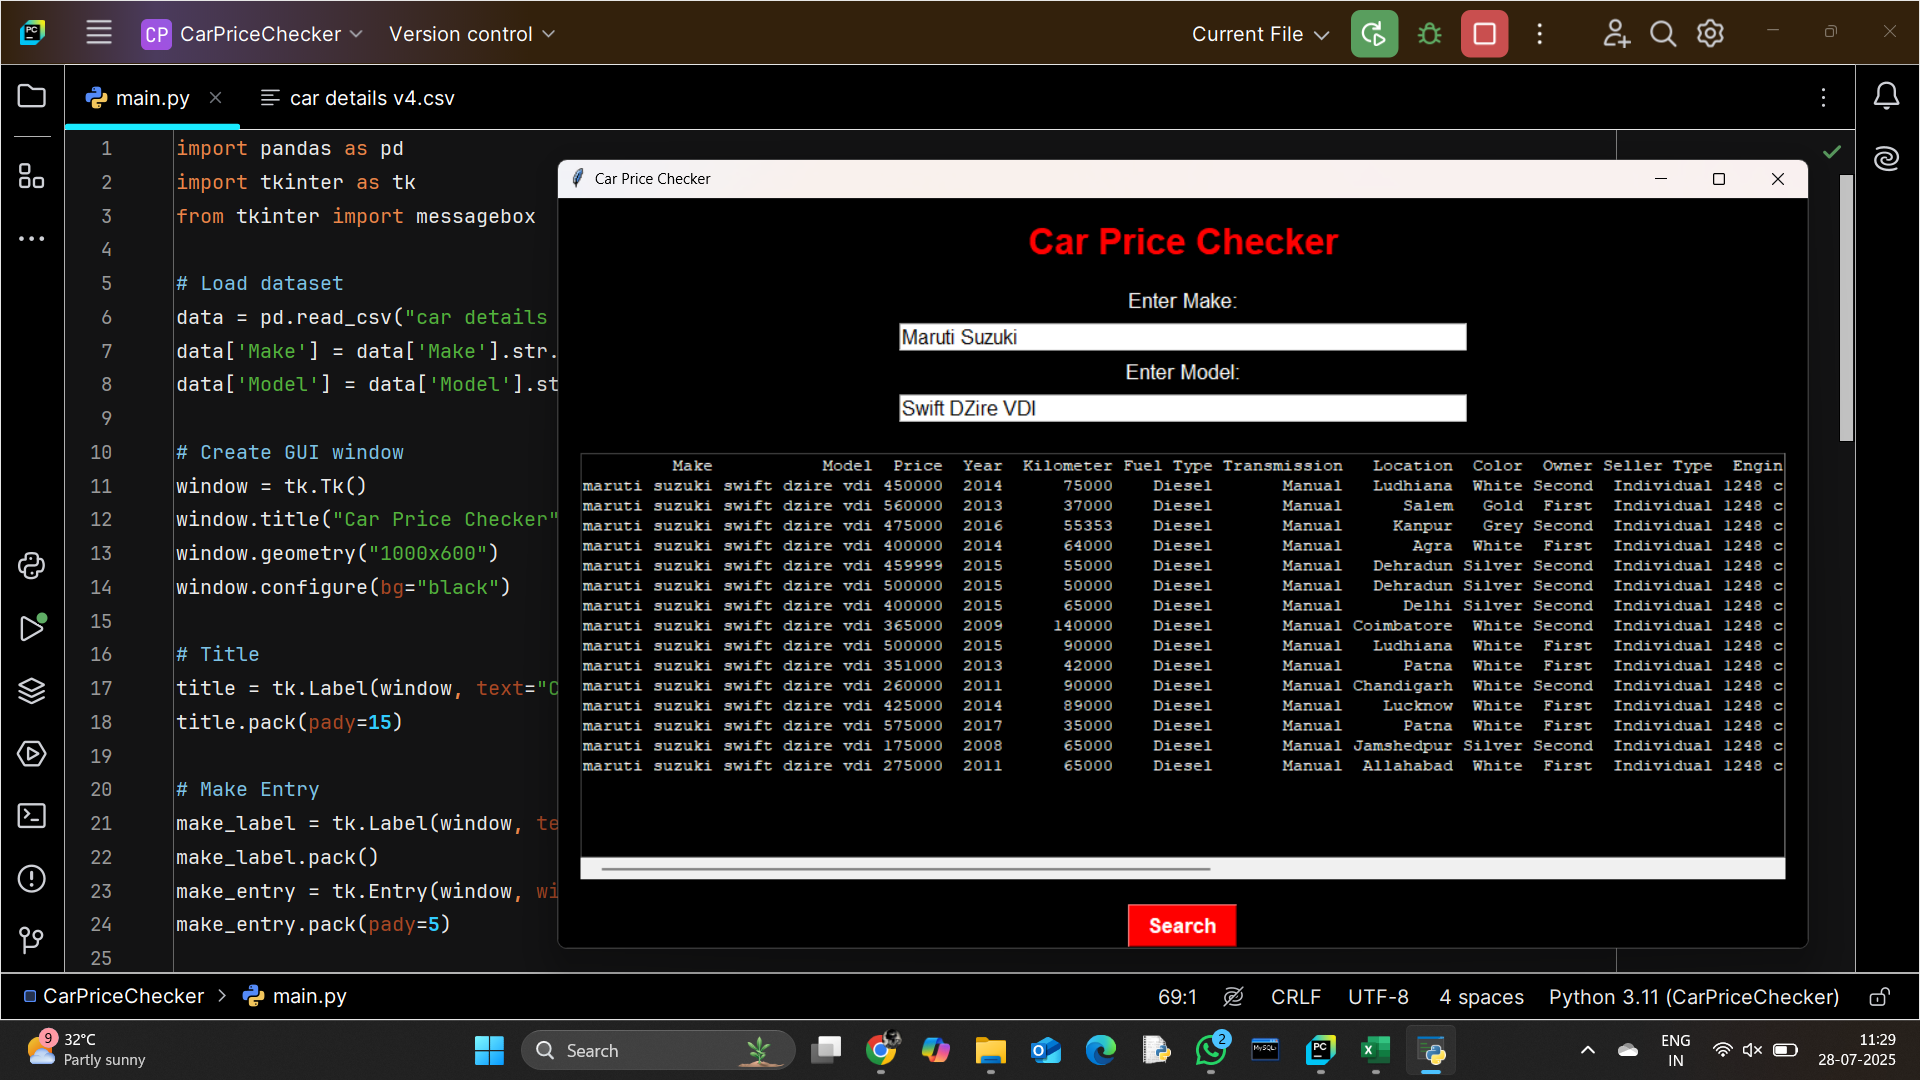 PC
CP CarPriceChecker
Version control
Current File
main.py
car details v4.csv
1 import pandas as pd
2 import tkinter as tk
3 from tkinter import messagebox
4
5 # Load dataset
6 data = pd.read_csv("car details
7 data['Make'] = data['Make'].str.
8 data['Model'] = data['Model'].st
9
10 # Create GUI window
11 window = tk.Tk()
12 window.title("Car Price Checker"
13 window.geometry("1000x600")
14 window.configure(bg="black")
15
16 # Title
17 title = tk.Label(window, text="C
18 title.pack(pady=15)
19
20 # Make Entry
21 make_label = tk.Label(window, te
22 make_label.pack()
23 make_entry = tk.Entry(window, wi
24 make_entry.pack(pady=5)
25
Car Price Checker
Car Price Checker
Enter Make:
Maruti Suzuki
Enter Model:
Swift DZire VDI
Make Model Price Year Kilometer Fuel Type Transmission Location Color Owner Seller Type Engin
maruti suzuki swift dzire vdi 450000 2014 75000 Diesel Manual Ludhiana White Second Individual 1248 c
maruti suzuki swift dzire vdi 560000 2013 37000 Diesel Manual Salem Gold First Individual 1248 c
maruti suzuki swift dzire vdi 475000 2016 55353 Diesel Manual Kanpur Grey Second Individual 1248 c
maruti suzuki swift dzire vdi 400000 2014 64000 Diesel Manual Agra White First Individual 1248 c
maruti suzuki swift dzire vdi 459999 2015 55000 Diesel Manual Dehradun Silver Second Individual 1248 c
maruti suzuki swift dzire vdi 500000 2015 50000 Diesel Manual Dehradun Silver Second Individual 1248 c
maruti suzuki swift dzire vdi 400000 2015 65000 Diesel Manual Delhi Silver Second Individual 1248 c
maruti suzuki swift dzire vdi 365000 2009 140000 Diesel Manual Coimbatore White Second Individual 1248 c
maruti suzuki swift dzire vdi 500000 2015 90000 Diesel Manual Ludhiana White First Individual 1248 c
maruti suzuki swift dzire vdi 351000 2013 42000 Diesel Manual Patna White First Individual 1248 c
maruti suzuki swift dzire vdi 260000 2011 90000 Diesel Manual Chandigarh White Second Individual 1248 c
maruti suzuki swift dzire vdi 425000 2014 89000 Diesel Manual Lucknow White First Individual 1248 c
maruti suzuki swift dzire vdi 575000 2017 35000 Diesel Manual Patna White First Individual 1248 c
maruti suzuki swift dzire vdi 175000 2008 65000 Diesel Manual Jamshedpur Silver Second Individual 1248 c
maruti suzuki swift dzire vdi 275000 2011 65000 Diesel Manual Allahabad White First Individual 1248 c
Search
CarPriceChecker
main.py
69:1
CRLF
UTF-8
4 spaces
Python 3.11 (CarPriceChecker)
9
32°C
Partly sunny
Search
2
MySQL
PC
ENG
IN
11:29
28-07-2025